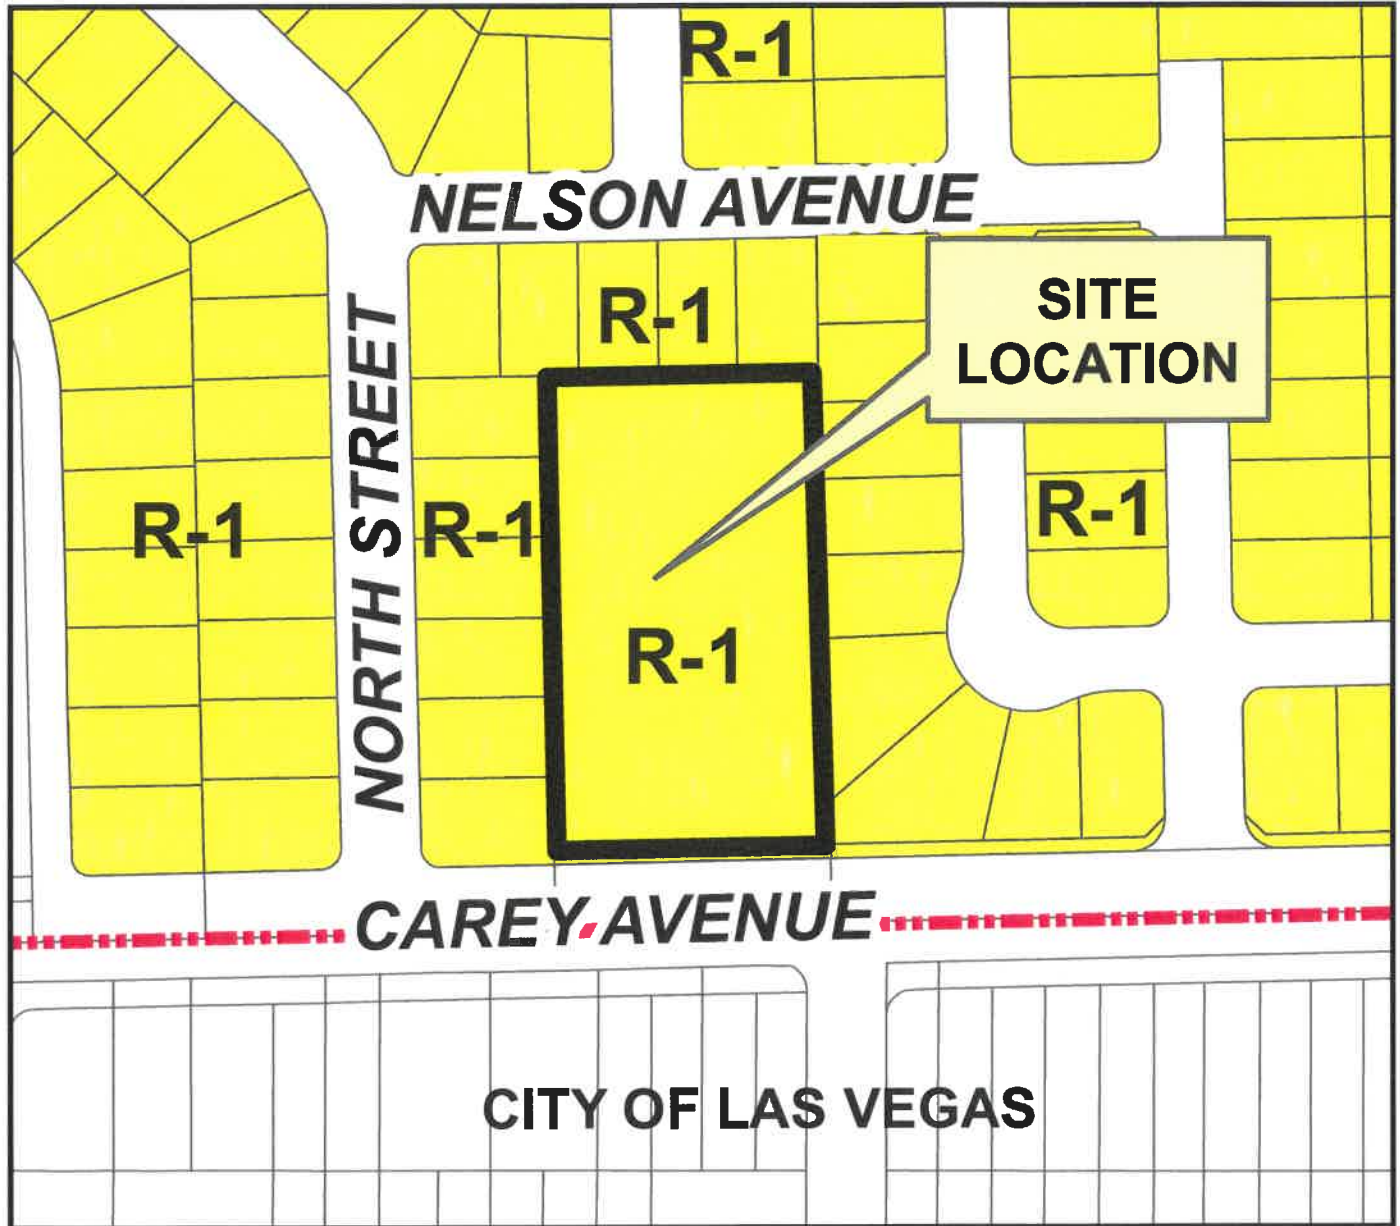 R-1
NELSON AVENUE
R-1
SITE
LOCATION
NORTH STREET
R-1
R-1
R-1
R-1
CAREY AVENUE
CITY OF LAS VEGAS